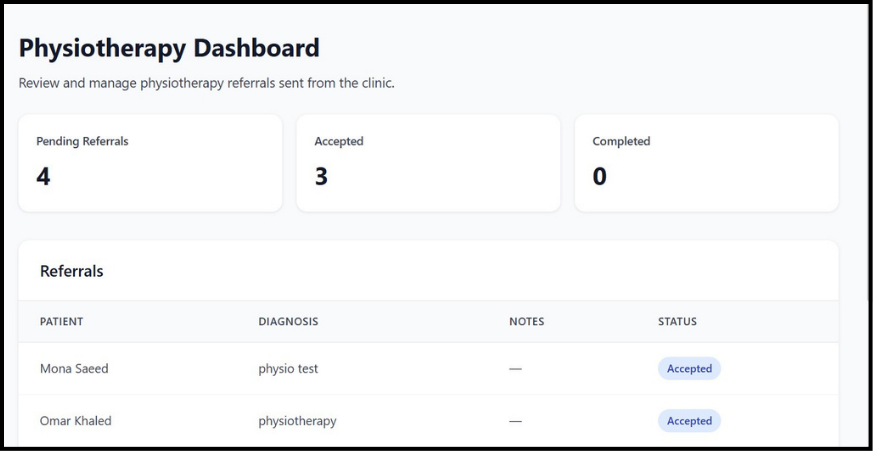 Physiotherapy Dashboard
Review and manage physiotherapy referrals sent from the clinic.
Pending Referrals
4
Accepted
3
Completed
0
Referrals
PATIENT DIAGNOSIS NOTES STATUS
Mona Saeed physio test — Accepted
Omar Khaled physiotherapy — Accepted